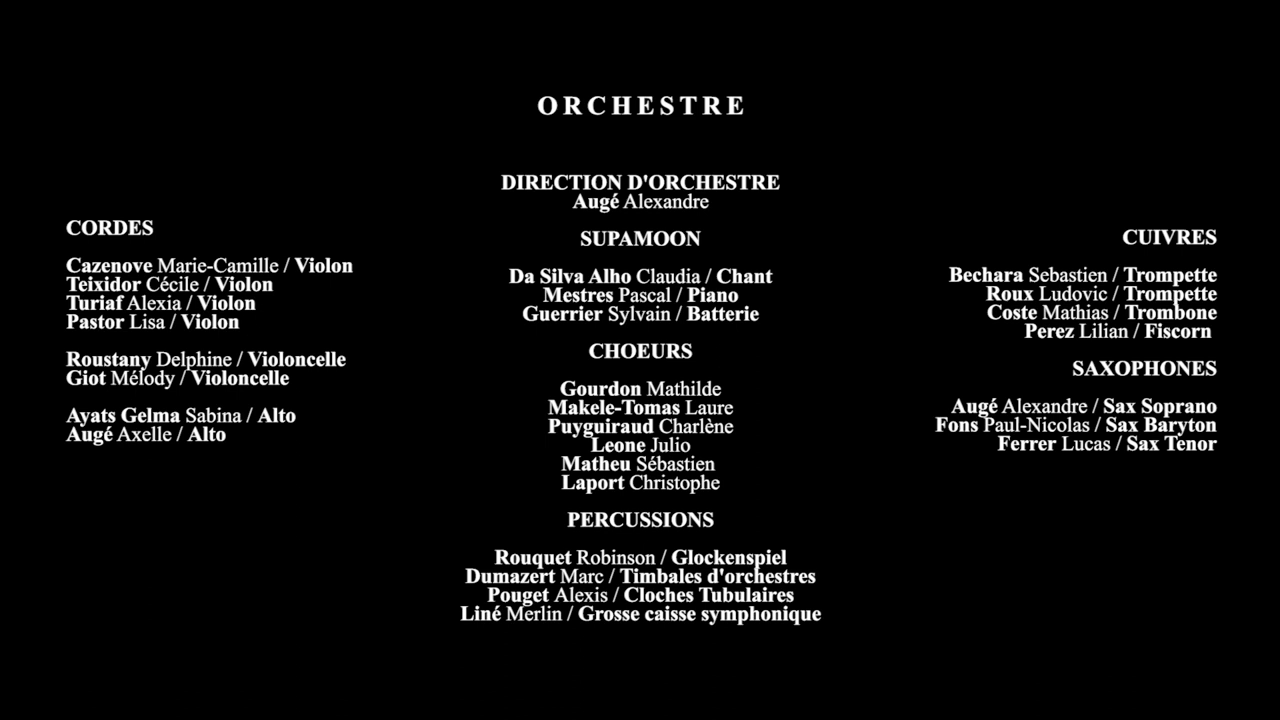 ORCHESTRE
CORDES
Cazenove Marie-Camille / Violon
Teixidor Cécile / Violon
Turiaf Alexia / Violon
Pastor Lisa / Violon
Roustany Delphine / Violoncelle
Giot Mélody / Violoncelle
Ayats Gelma Sabina / Alto
Augé Axelle / Alto
DIRECTION D'ORCHESTRE
Augé Alexandre
SUPAMOON
Da Silva Alho Claudia / Chant
Mestres Pascal / Piano
Guerrier Sylvain / Batterie
CHOEURS
Gourdon Mathilde
Makele-Tomas Laure
Puyguiraud Charlène
Leone Julio
Matheu Sébastien
Laport Christophe
PERCUSSIONS
Rouquet Robinson / Glockenspiel
Dumazert Marc / Timbales d'orchestres
Pouget Alexis / Cloches Tubulaires
Liné Merlin / Grosse caisse symphonique
CUIVRES
Bechara Sebastien / Trompette
Roux Ludovic / Trompette
Coste Mathias / Trombone
Perez Lilian / Fiscorn
SAXOPHONES
Augé Alexandre / Sax Soprano
Fons Paul-Nicolas / Sax Baryton
Ferrer Lucas / Sax Tenor